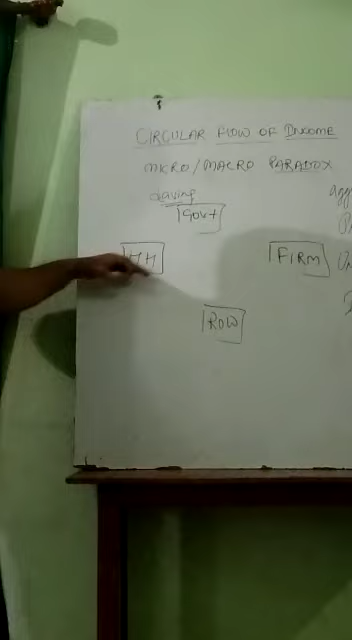 CIRCULAR FLOW OF INCOME
MICRO/MACRO PARADOX
Saving
GOVT
HH
FIRM
ROW